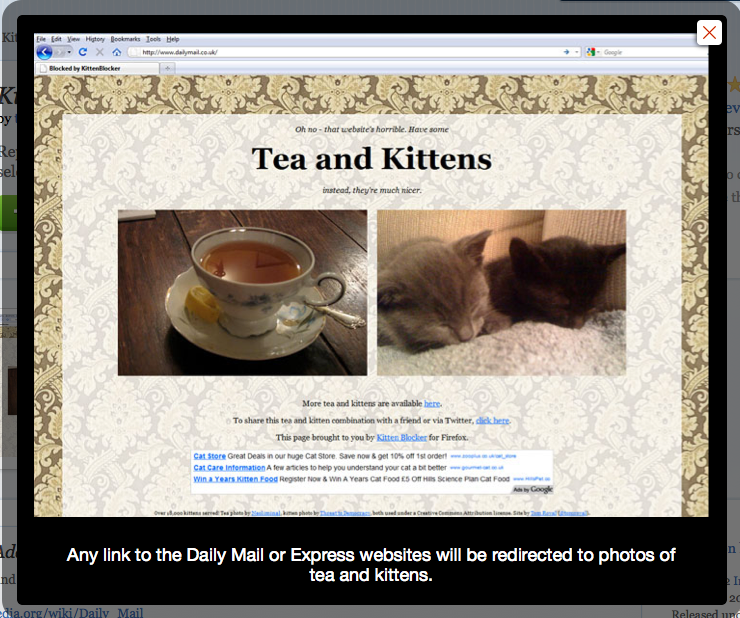 File Edit View History Bookmarks Tools Help
http://www.dailymail.co.uk/
Google
Blocked by KittenBlocker
Oh no - that website's horrible. Have some
Tea and Kittens
instead, they're much nicer.
More tea and kittens are available here.
To share this tea and kitten combination with a friend or via Twitter, click here.
This page brought to you by Kitten Blocker for Firefox.
Cat Store Great Deals in our huge Cat Store. Save now & get 10% off 1st order! www.zooplus.co.uk/cat_store
Cat Care Information A few articles to help you understand your cat a bit better www.gourmet-cat.co.uk
Win a Years Kitten Food Register Now & Win A Years Cat Food £5 Off Hills Science Plan Cat Food www.HillsPet.co
Ads by Google
kittens served! Tea photo by kitten photo by both used under a Creative Commons Attribution license. Site by
Any link to the Daily Mail or Express websites will be redirected to photos of
tea and kittens.
edia.org/wiki/Daily_Mail
Released